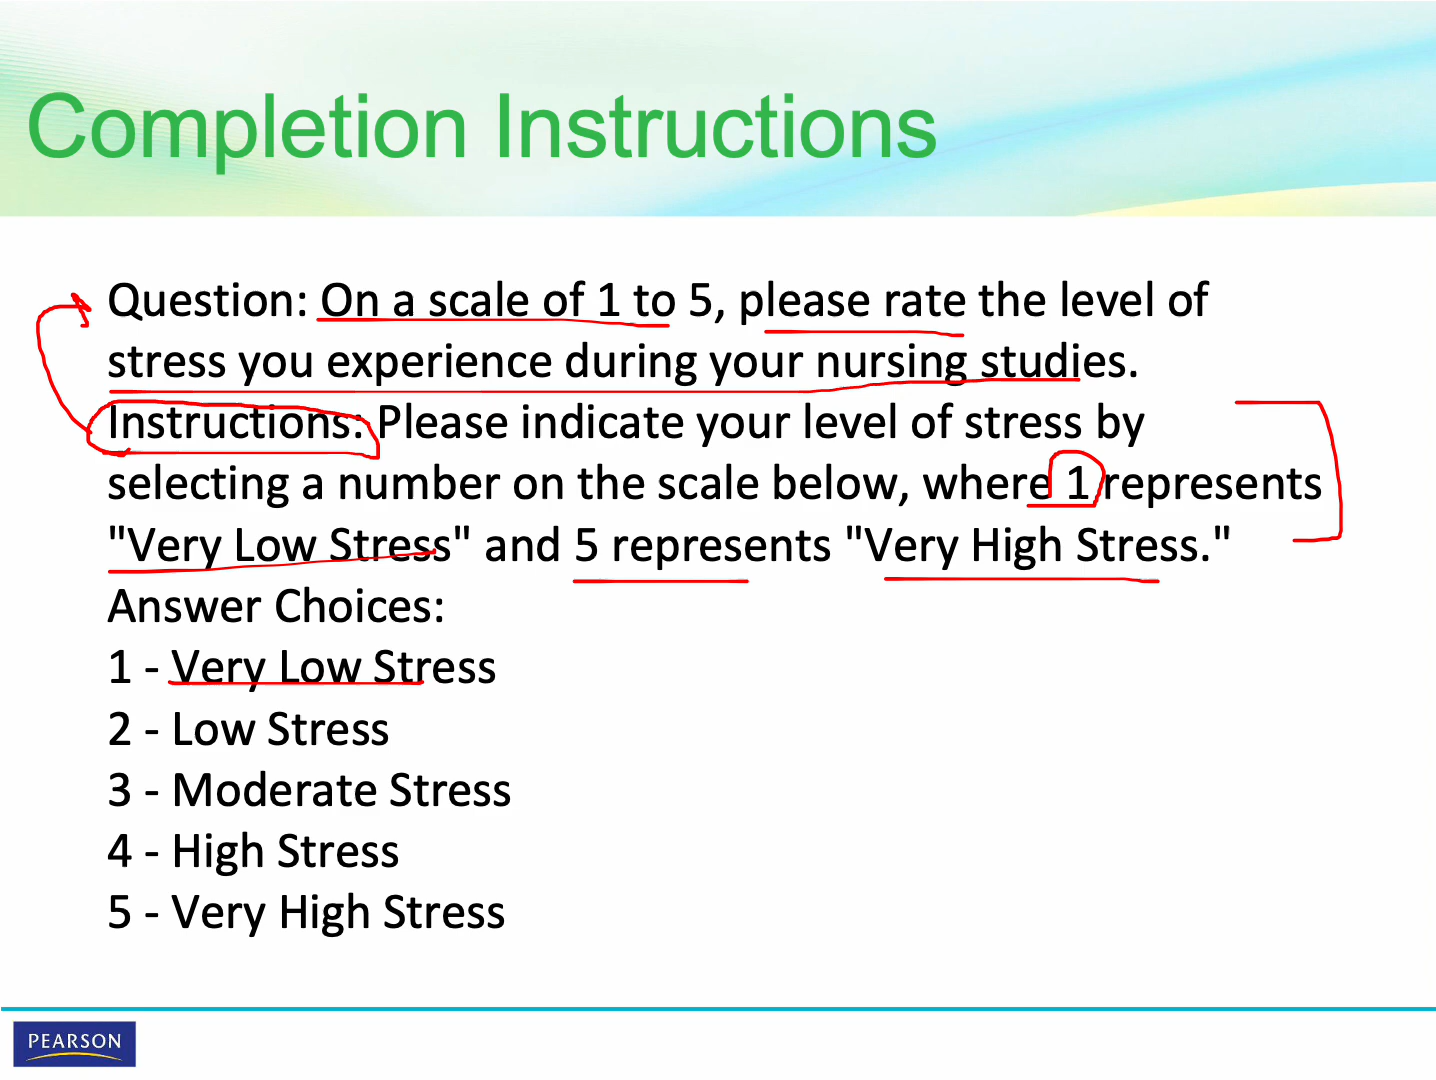 Completion Instructions
Question: On a scale of 1 to 5, please rate the level of
stress you experience during your nursing studies.
Instructions: Please indicate your level of stress by
selecting a number on the scale below, where 1 represents
"Very Low Stress" and 5 represents "Very High Stress."
Answer Choices:
1 - Very Low Stress
2 - Low Stress
3 - Moderate Stress
4 - High Stress
5 - Very High Stress
PEARSON